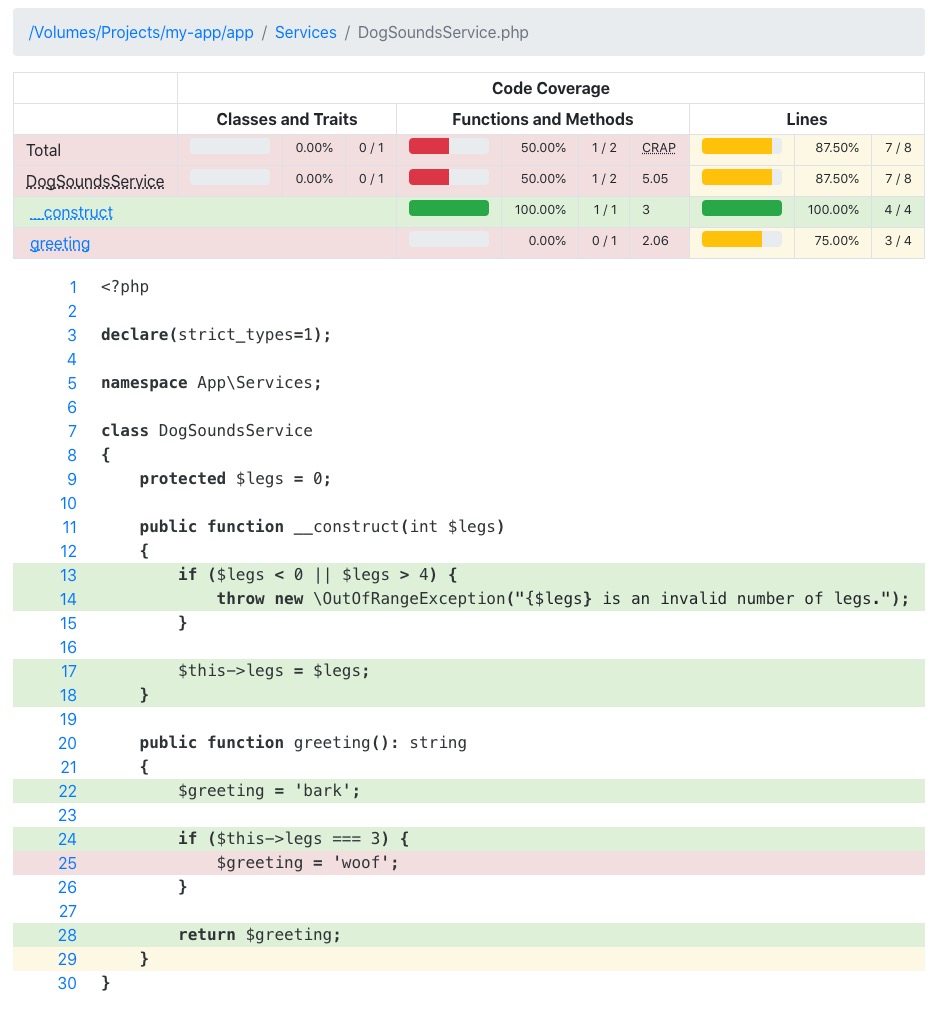 /Volumes/Projects/my-app/app / Services / DogSoundsService.php
Code Coverage
Classes and Traits Functions and Methods Lines
Total 0.00% 0 / 1 50.00% 1 / 2 CRAP 87.50% 7 / 8
DogSoundsService 0.00% 0 / 1 50.00% 1 / 2 5.05 87.50% 7 / 8
__construct 100.00% 1 / 1 3 100.00% 4 / 4
greeting 0.00% 0 / 1 2.06 75.00% 3 / 4
1 <?php
2
3 declare(strict_types=1);
4
5 namespace App\Services;
6
7 class DogSoundsService
8 {
9     protected $legs = 0;
10
11     public function __construct(int $legs)
12     {
13         if ($legs < 0 || $legs > 4) {
14             throw new \OutOfRangeException("{$legs} is an invalid number of legs.");
15         }
16
17         $this->legs = $legs;
18     }
19
20     public function greeting(): string
21     {
22         $greeting = 'bark';
23
24         if ($this->legs === 3) {
25             $greeting = 'woof';
26         }
27
28         return $greeting;
29     }
30 }